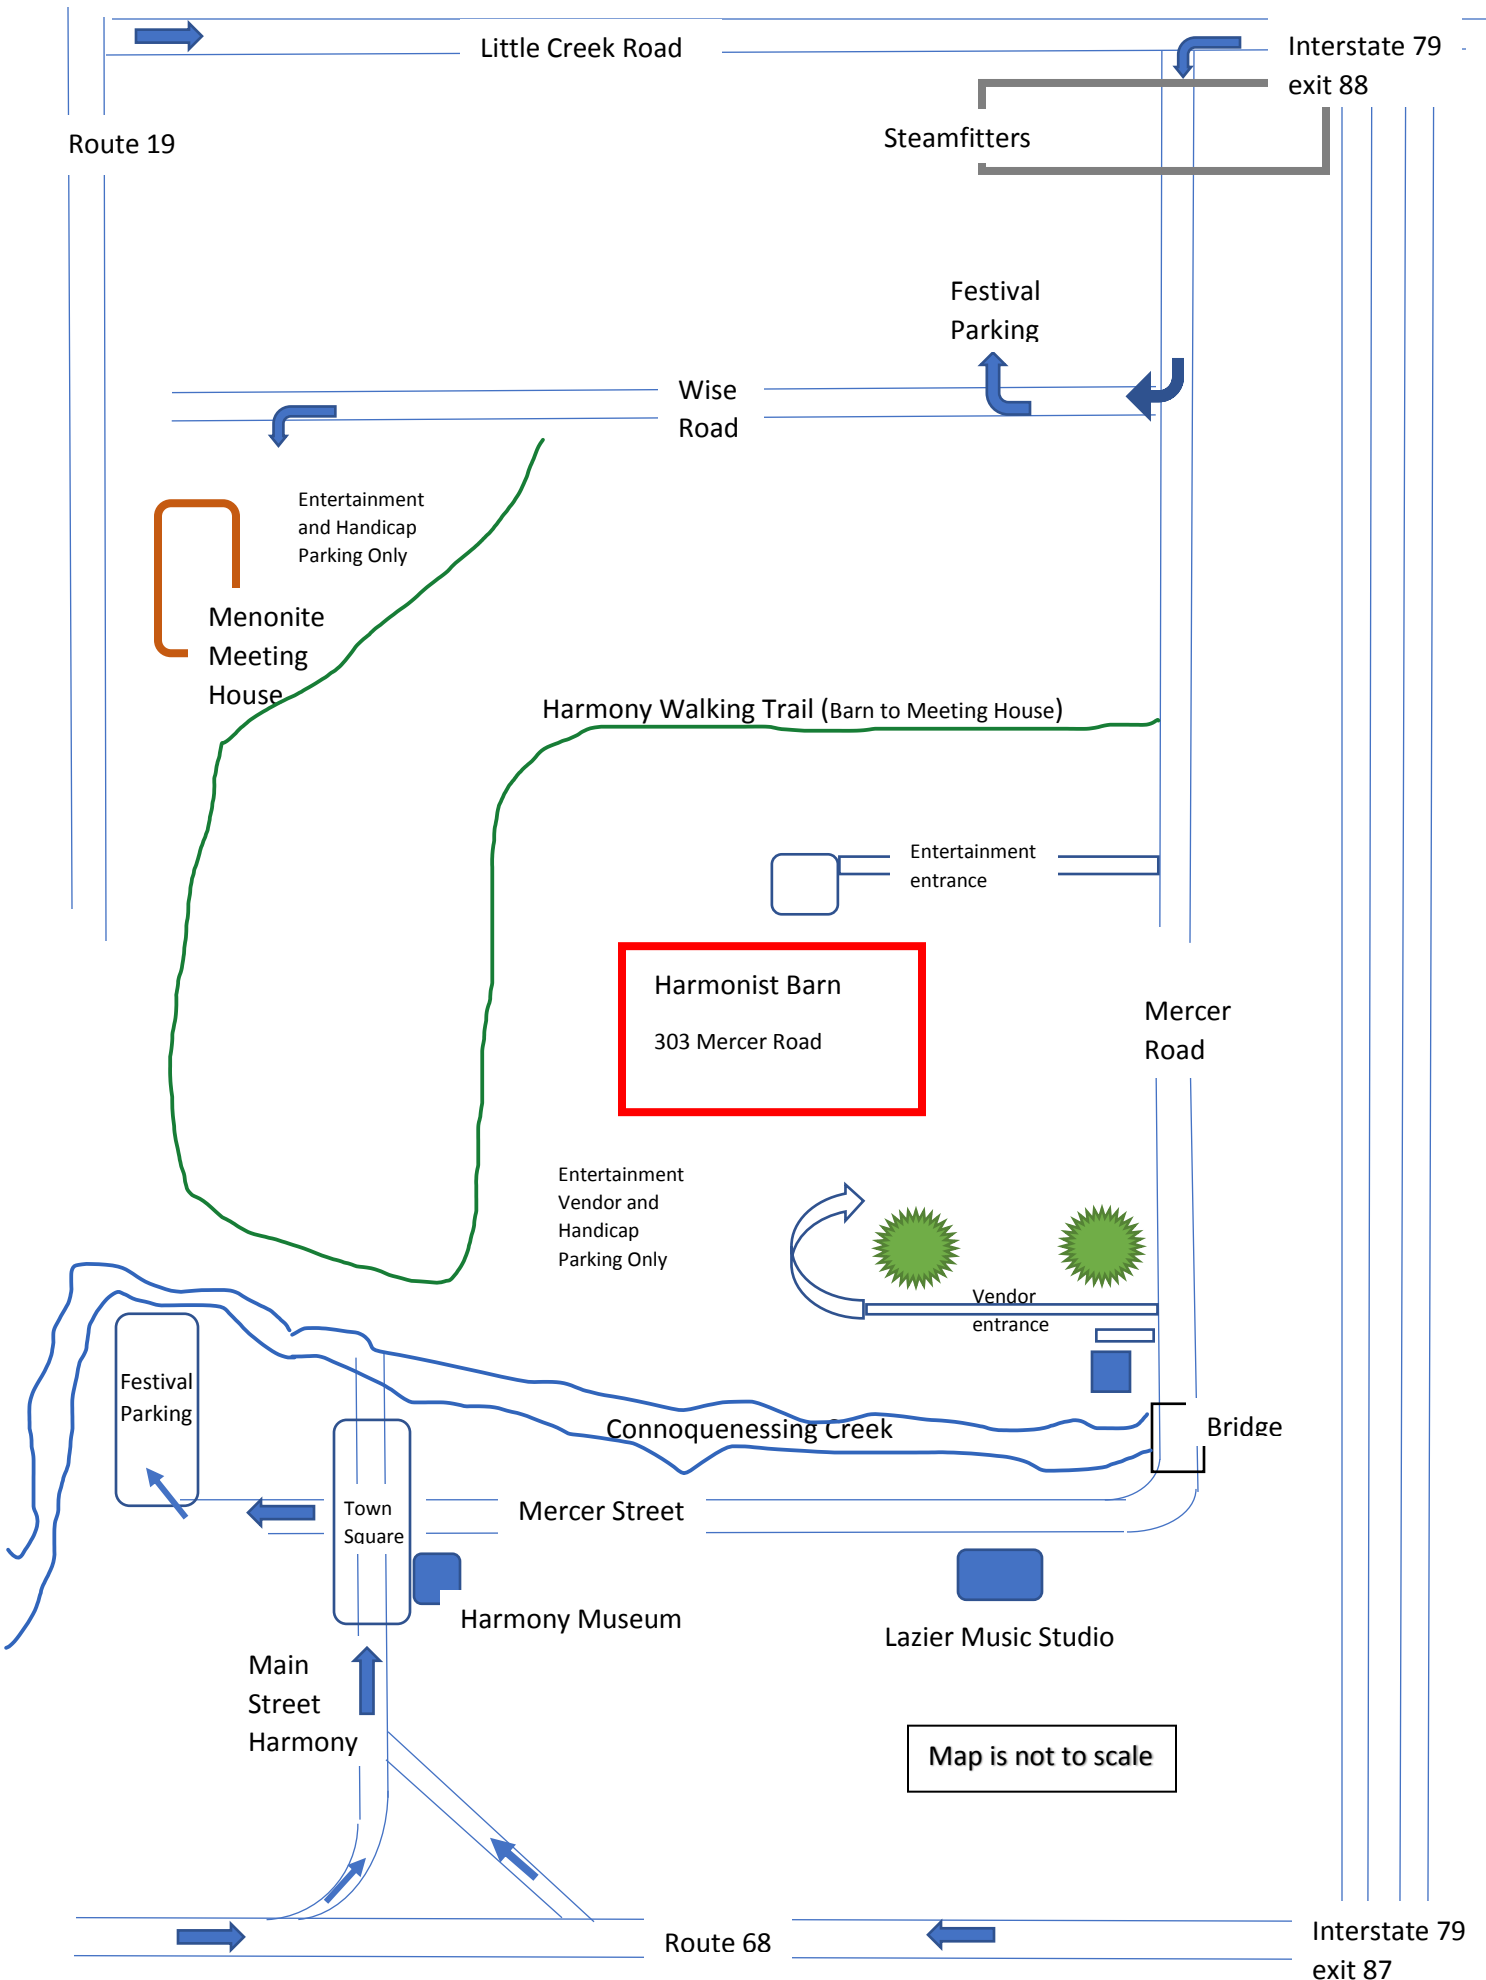 Little Creek Road
Interstate 79
exit 88
Route 19
Steamfitters
Festival
Parking
Wise
Road
Entertainment
and Handicap
Parking Only
Menonite
Meeting
House
Harmony Walking Trail (Barn to Meeting House)
Entertainment
entrance
Harmonist Barn
303 Mercer Road
Mercer
Road
Entertainment
Vendor and
Handicap
Parking Only
Vendor
entrance
Festival
Parking
Connoquenessing Creek
Bridge
Town
Square
Mercer Street
Harmony Museum
Lazier Music Studio
Main
Street
Harmony
Map is not to scale
Route 68
Interstate 79
exit 87